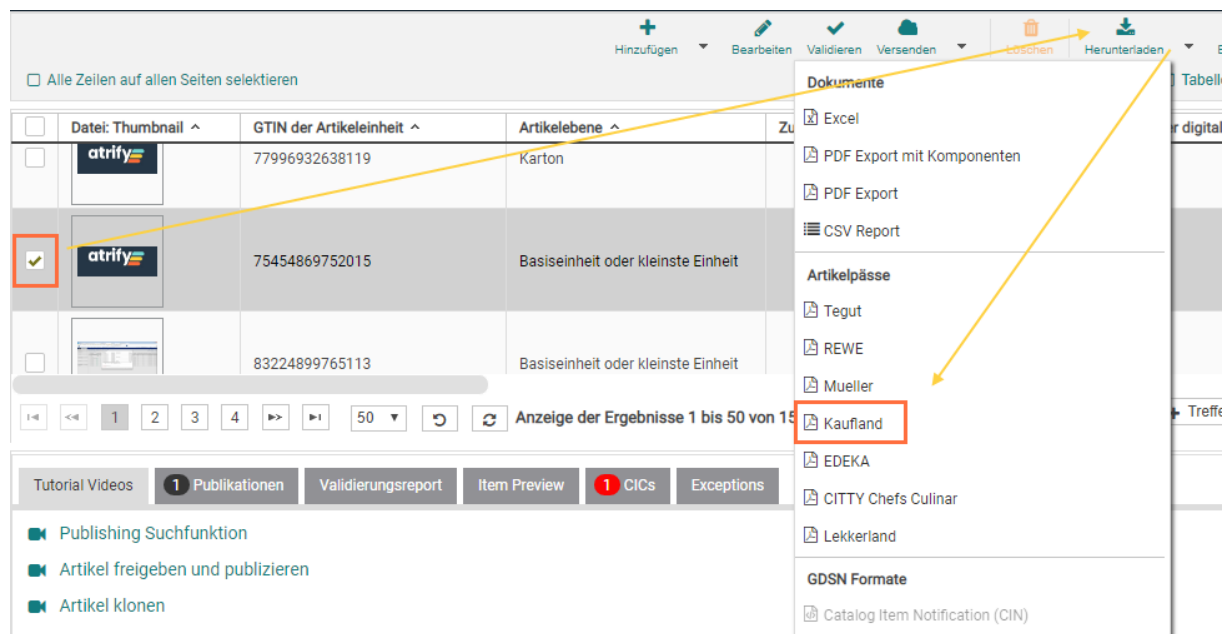 Hinzufügen
Bearbeiten
Validieren
Versenden
Löschen
Herunterladen
Alle Zeilen auf allen Seiten selektieren
Datei: Thumbnail
GTIN der Artikeleinheit
Artikelebene
atrify
77996932638119
Karton
atrify
75454869752015
Basiseinheit oder kleinste Einheit
83224899765113
Basiseinheit oder kleinste Einheit
1 2 3 4 50 Anzeige der Ergebnisse 1 bis 50 von 15
Tutorial Videos
1 Publikationen
Validierungsreport
Item Preview
1 CICs
Exceptions
Publishing Suchfunktion
Artikel freigeben und publizieren
Artikel klonen
Dokumente
Excel
PDF Export mit Komponenten
PDF Export
CSV Report
Artikelpässe
Tegut
REWE
Mueller
Kaufland
EDEKA
CITTY Chefs Culinar
Lekkerland
GDSN Formate
Catalog Item Notification (CIN)